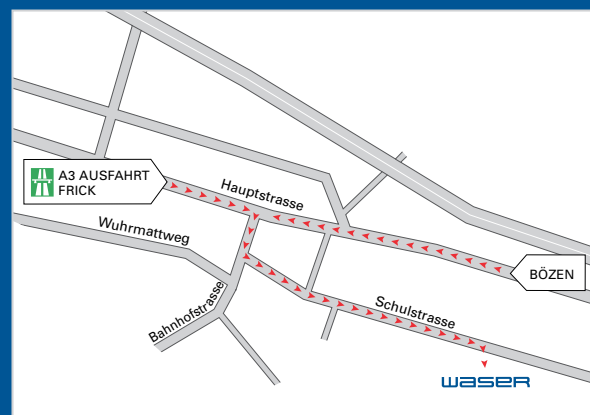 A3 AUSFAHRT
FRICK
Hauptstrasse
Wuhrmattweg
BÖZEN
Bahnhofstrasse
Schulstrasse
waser